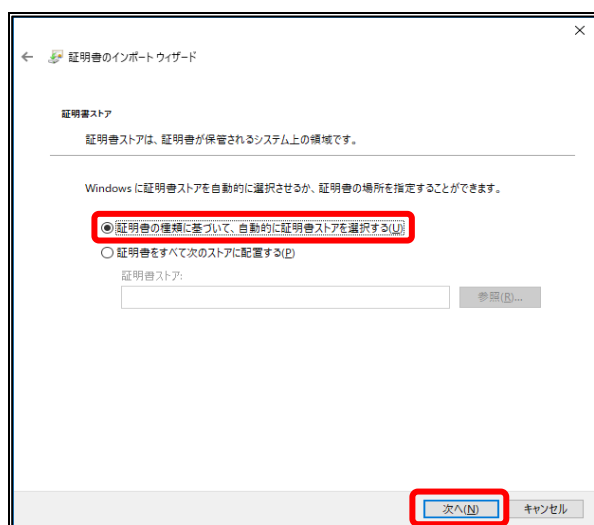 証明書のインポート ウィザード
証明書ストア
証明書ストアは、証明書が保管されるシステム上の領域です。
Windows に証明書ストアを自動的に選択させるか、証明書の場所を指定することができます。
証明書の種類に基づいて、自動的に証明書ストアを選択する(U)
証明書をすべて次のストアに配置する(P)
証明書ストア:
参照(R)...
次へ(N) キャンセル